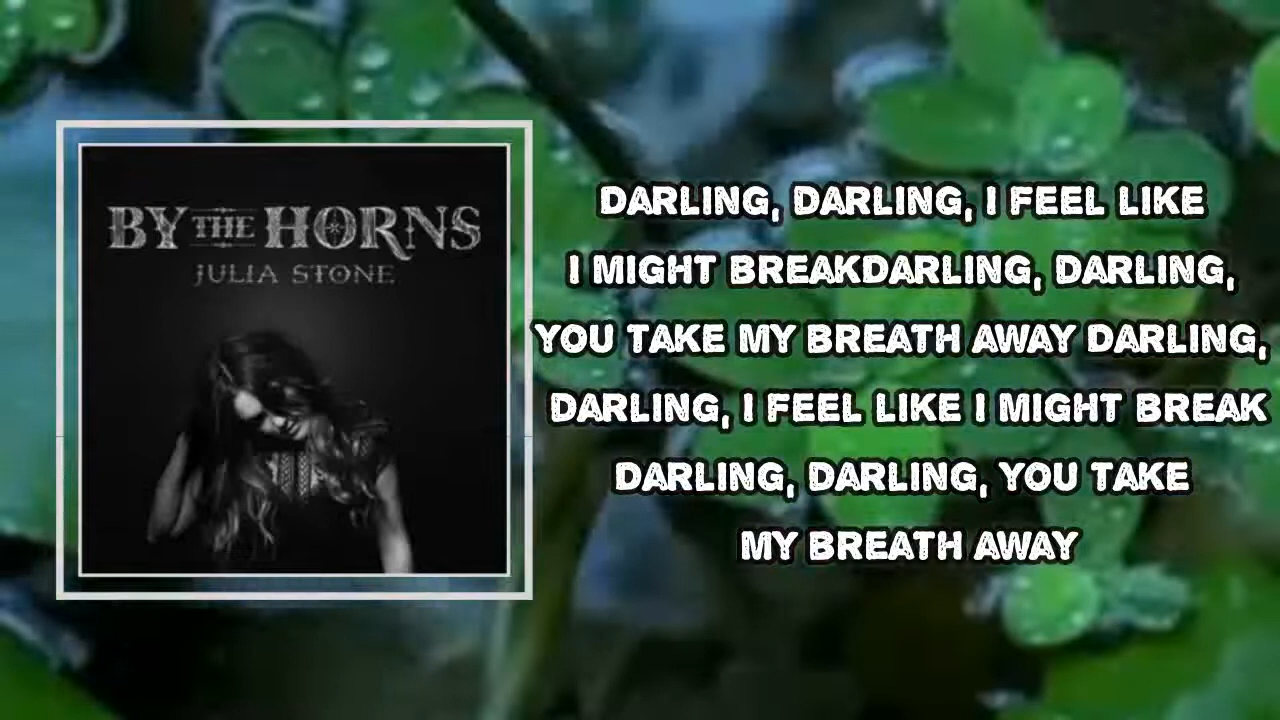 BY THE HORNS
JULIA STONE
DARLING, DARLING, I FEEL LIKE
I MIGHT BREAKDARLING, DARLING,
YOU TAKE MY BREATH AWAY DARLING,
DARLING, I FEEL LIKE I MIGHT BREAK
DARLING, DARLING, YOU TAKE
MY BREATH AWAY